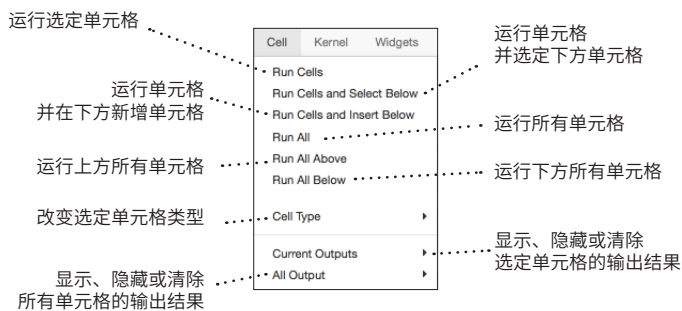 运行选定单元格
运行单元格
并在下方新增单元格
运行上方所有单元格
改变选定单元格类型
显示、隐藏或清除
所有单元格的输出结果
Cell Kernel Widgets
Run Cells
Run Cells and Select Below
Run Cells and Insert Below
Run All
Run All Above
Run All Below
Cell Type
Current Outputs
All Output
运行单元格
并选定下方单元格
运行所有单元格
运行下方所有单元格
显示、隐藏或清除
选定单元格的输出结果